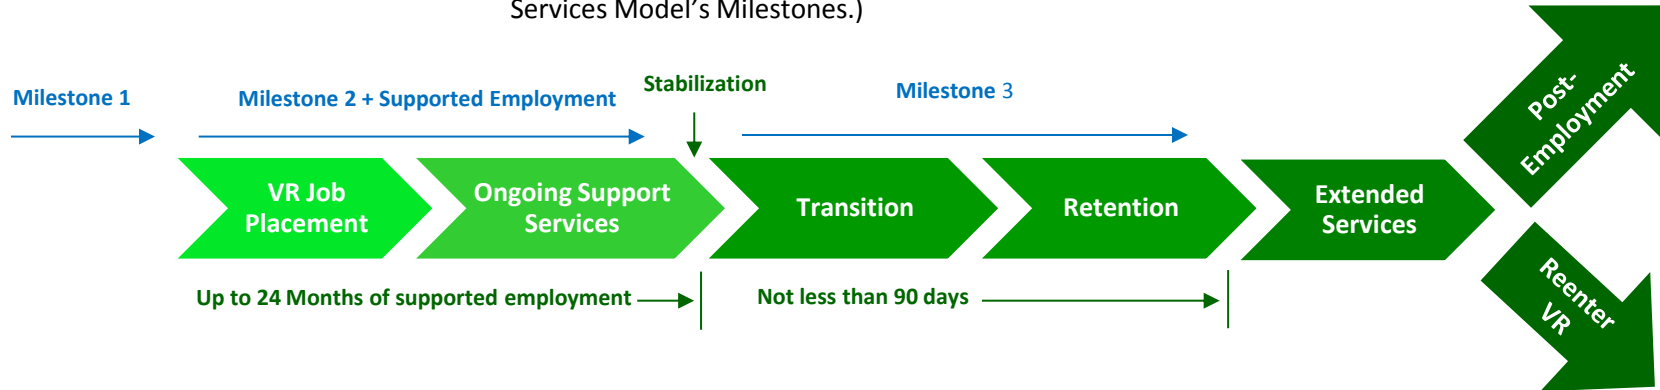 Services Model’s Milestones.)
Milestone 1
Milestone 2 + Supported Employment
Stabilization
Milestone 3
VR Job
Placement
Ongoing Support
Services
Transition
Retention
Extended
Services
Post-
Employment
Reenter
VR
Up to 24 Months of supported employment
Not less than 90 days